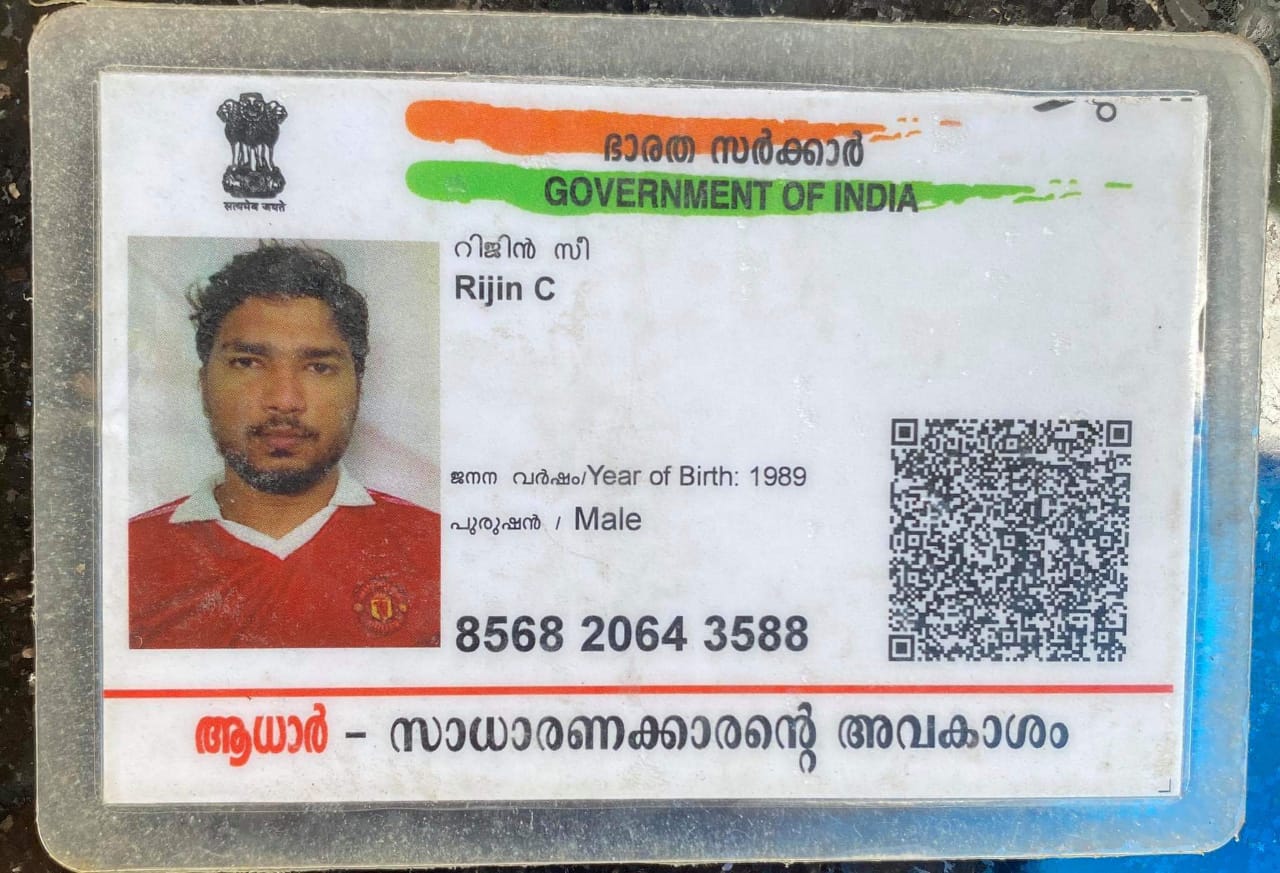 सत्यमेव जयते
ഭാരത സർക്കാർ
GOVERNMENT OF INDIA
റിജിൻ സീ
Rijin C
ജനന വർഷം/Year of Birth: 1989
പുരുഷൻ / Male
8568 2064 3588
ആധാർ - സാധാരണക്കാരന്റെ അവകാശം